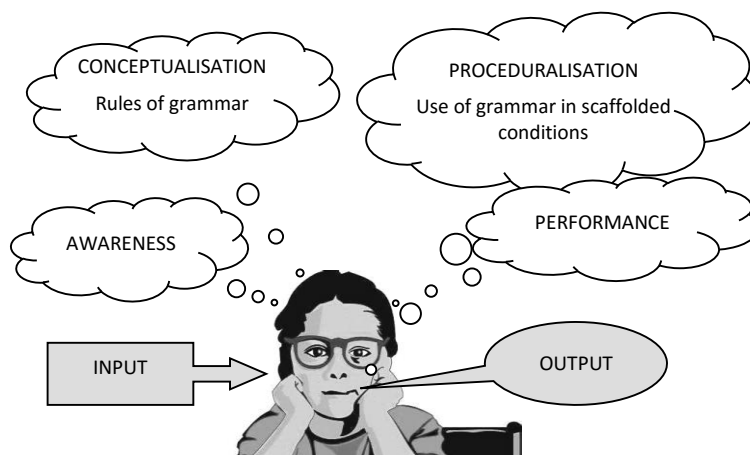 CONCEPTUALISATION
Rules of grammar
PROCEDURALISATION
Use of grammar in scaffolded
conditions
AWARENESS
PERFORMANCE
INPUT
OUTPUT